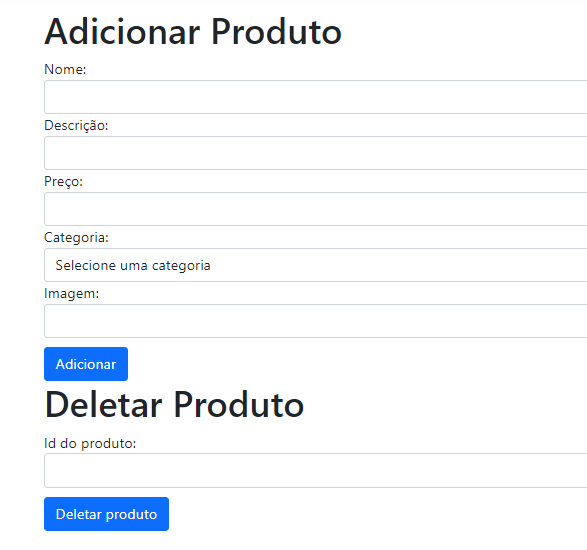 Adicionar Produto
Nome:
Descrição:
Preço:
Categoria:
Selecione uma categoria
Imagem:
Adicionar
Deletar Produto
Id do produto:
Deletar produto